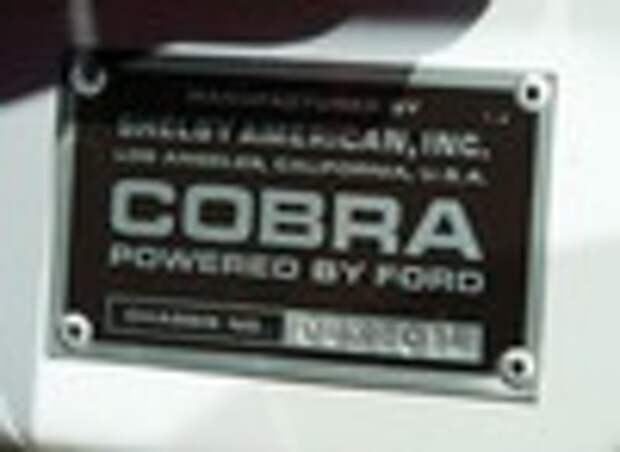 MANUFACTURED BY
SHELBY AMERICAN, INC.
LOS ANGELES, CALIFORNIA, U.S.A.
COBRA
POWERED BY FORD
CHASSIS NO.